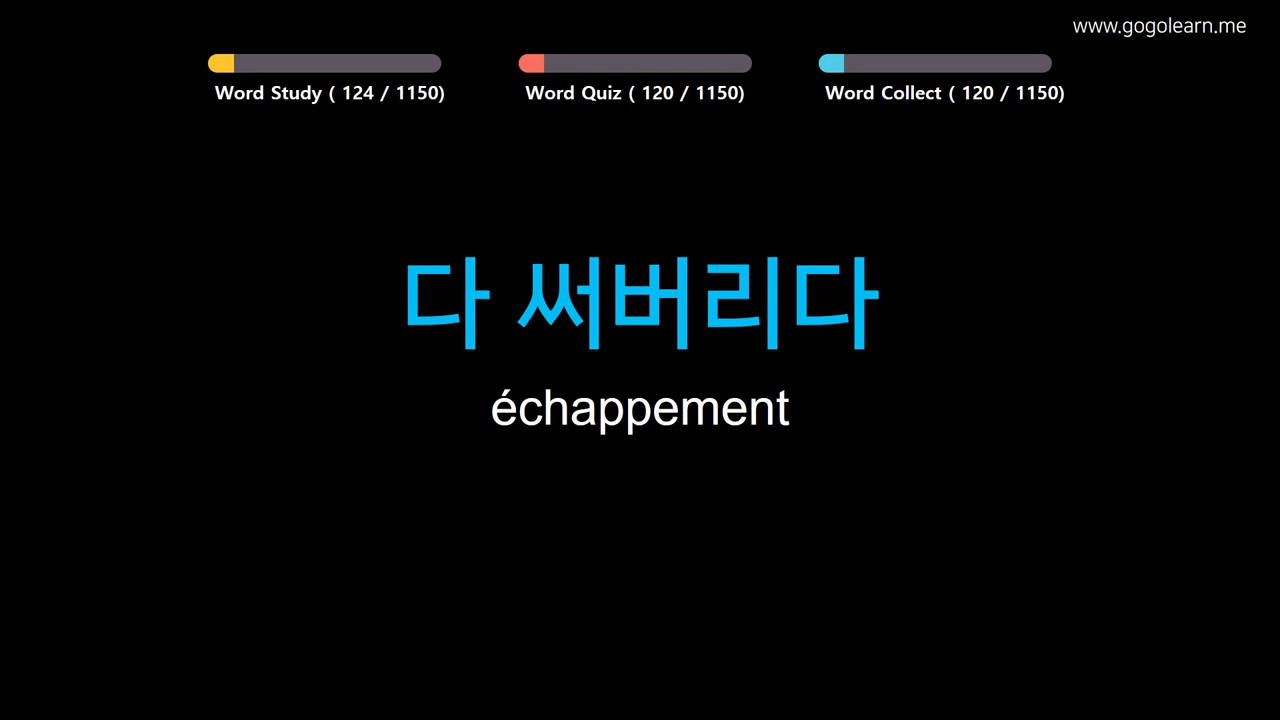 www.gogolearn.me
Word Study ( 124 / 1150)
Word Quiz ( 120 / 1150)
Word Collect ( 120 / 1150)
다 써버리다
échappement